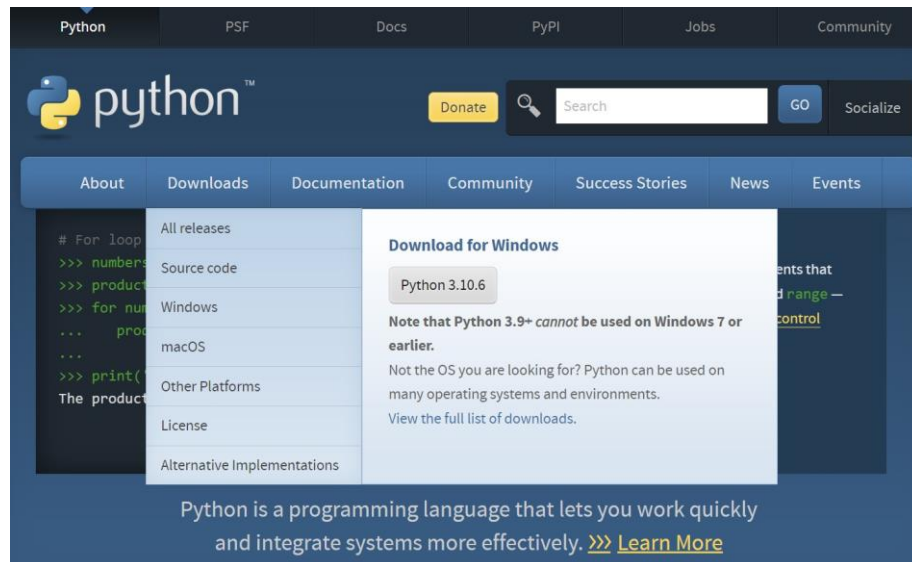 Python PSF Docs PyPI Jobs Community
python™
Donate Search GO Socialize
About Downloads Documentation Community Success Stories News Events
All releases
Source code
Windows
macOS
Other Platforms
License
Alternative Implementations
Download for Windows
Python 3.10.6
Note that Python 3.9+ cannot be used on Windows 7 or
earlier.
Not the OS you are looking for? Python can be used on
many operating systems and environments.
View the full list of downloads.
# For loop
>>> numbers
>>> product
>>> for num
... prod
...
>>> print('
The product
ents that
d range —
control
Python is a programming language that lets you work quickly
and integrate systems more effectively. >>> Learn More